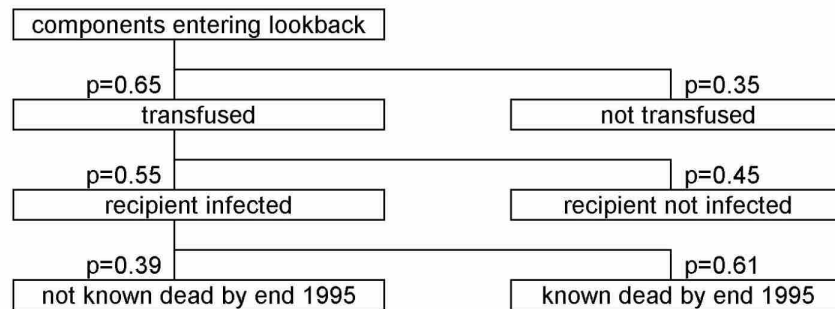 components entering lookback
p=0.65
p=0.35
transfused
not transfused
p=0.55
p=0.45
recipient infected
recipient not infected
p=0.39
p=0.61
not known dead by end 1995
known dead by end 1995